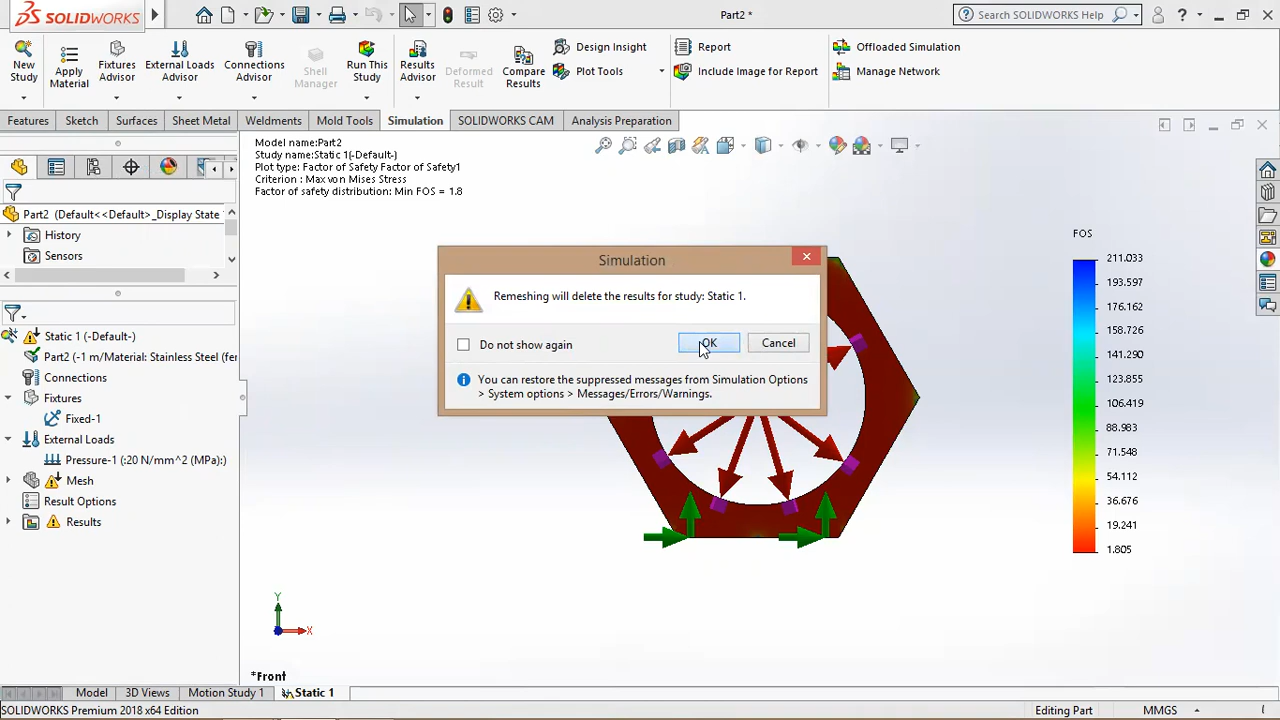 SOLIDWORKS
Part2 *
Search SOLIDWORKS Help
?
New Study
Apply Material
Fixtures Advisor
External Loads Advisor
Connections Advisor
Shell Manager
Run This Study
Results Advisor
Deformed Result
Compare Results
Design Insight
Plot Tools
Report
Include Image for Report
Offloaded Simulation
Manage Network
Features
Sketch
Surfaces
Sheet Metal
Weldments
Mold Tools
Simulation
SOLIDWORKS CAM
Analysis Preparation
Model name:Part2
Study name:Static 1(-Default-)
Plot type: Factor of Safety Factor of Safety1
Criterion : Max von Mises Stress
Factor of safety distribution: Min FOS = 1.8
Part2 (Default<<Default>_Display State
History
Sensors
Static 1 (-Default-)
Part2 (-1 m/Material: Stainless Steel (fer
Connections
Fixtures
Fixed-1
External Loads
Pressure-1 (:20 N/mm^2 (MPa):)
Mesh
Result Options
Results
Simulation
Remeshing will delete the results for study: Static 1.
Do not show again
OK
Cancel
You can restore the suppressed messages from Simulation Options
> System options > Messages/Errors/Warnings.
FOS
211.033
193.597
176.162
158.726
141.290
123.855
106.419
88.983
71.548
54.112
36.676
19.241
1.805
Y
X
*Front
Model
3D Views
Motion Study 1
Static 1
SOLIDWORKS Premium 2018 x64 Edition
Editing Part
MMGS